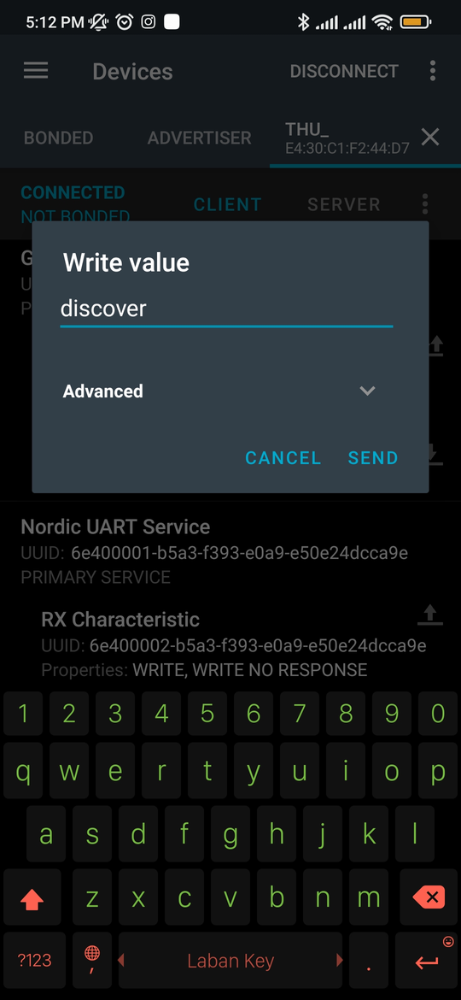 5:12 PM
Devices
DISCONNECT
BONDED
ADVERTISER
THU_
E4:30:C1:F2:44:D7
CONNECTED
NOT BONDED
CLIENT
SERVER
G
U
P
Write value
discover
Advanced
CANCEL
SEND
Nordic UART Service
UUID: 6e400001-b5a3-f393-e0a9-e50e24dcca9e
PRIMARY SERVICE
RX Characteristic
UUID: 6e400002-b5a3-f393-e0a9-e50e24dcca9e
Properties: WRITE, WRITE NO RESPONSE
1 2 3 4 5 6 7 8 9 0
q w e r t y u i o p
a s d f g h j k l
z x c v b n m
?123 , Laban Key .